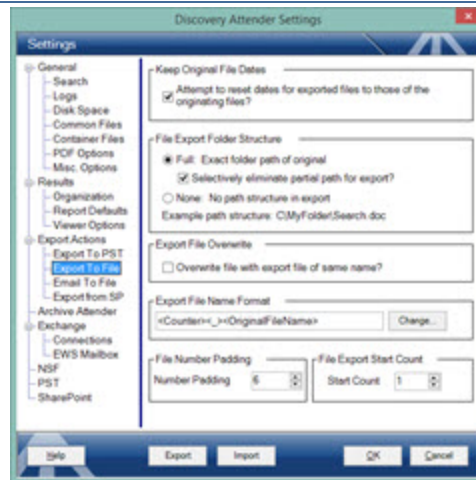 Discovery Attender Settings
Settings
General
Search
Logs
Disk Space
Common Files
Container Files
PDF Options
Misc. Options
Results
Organization
Report Defaults
Viewer Options
Export Actions
Export To PST
Export To File
Email To File
Export from SP
Archive Attender
Exchange
Connections
EWS Mailbox
NSF
PST
SharePoint
Keep Original File Dates
Attempt to reset dates for exported files to those of the
originating files?
File Export Folder Structure
Full: Exact folder path of original
Selectively eliminate partial path for export?
None: No path structure in export
Example path structure: C\MyFolder\Search.doc
Export File Overwrite
Overwrite file with export file of same name?
Export File Name Format
<Counter><_><OriginalFileName>
Change...
File Number Padding
Number Padding 6
File Export Start Count
Start Count 1
Help
Export
Import
OK
Cancel